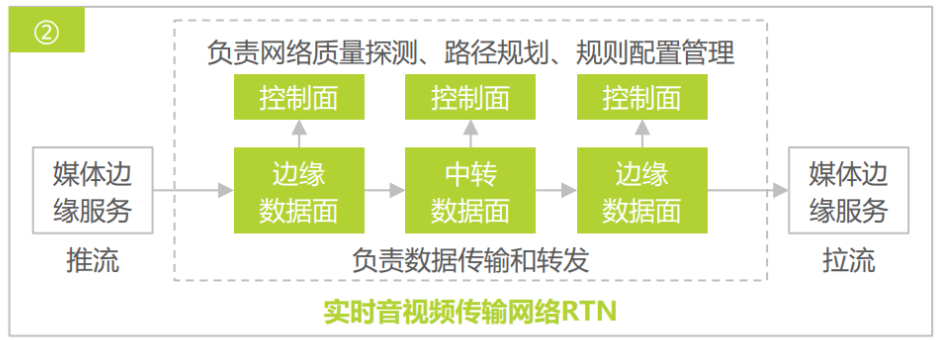 ②
负责网络质量探测、路径规划、规则配置管理
控制面 控制面 控制面
媒体边 边缘 中转 边缘 媒体边
缘服务 数据面 数据面 数据面 缘服务
推流 负责数据传输和转发 拉流
实时音视频传输网络RTN